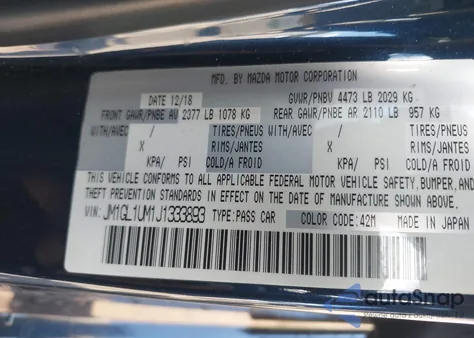 MFD. BY MAZDA MOTOR CORPORATION
DATE 12/18 GVWR/PNBV 4473 LB 2029 KG
FRONT GAWR/PNBE AV 2377 LB 1078 KG REAR GAWR/PNBE AR 2110 LB 957 KG
WITH/AVEC / TIRES/PNEUS WITH/AVEC / TIRES/PNEUS
X RIMS/JANTES X RIMS/JANTES
KPA/ PSI COLD/A FROID KPA/ PSI COLD/A FROID
THIS VEHICLE CONFORMS TO ALL APPLICABLE FEDERAL MOTOR VEHICLE SAFETY, BUMPER, AND
THEFT PREVENTION STANDARDS IN EFFECT ON THE DATE OF MANUFACTURE SHOWN ABOVE.
VIN: JM1GL1UM1J1333893 TYPE: PASS CAR COLOR CODE: 42M MADE IN JAPAN
autoSnap